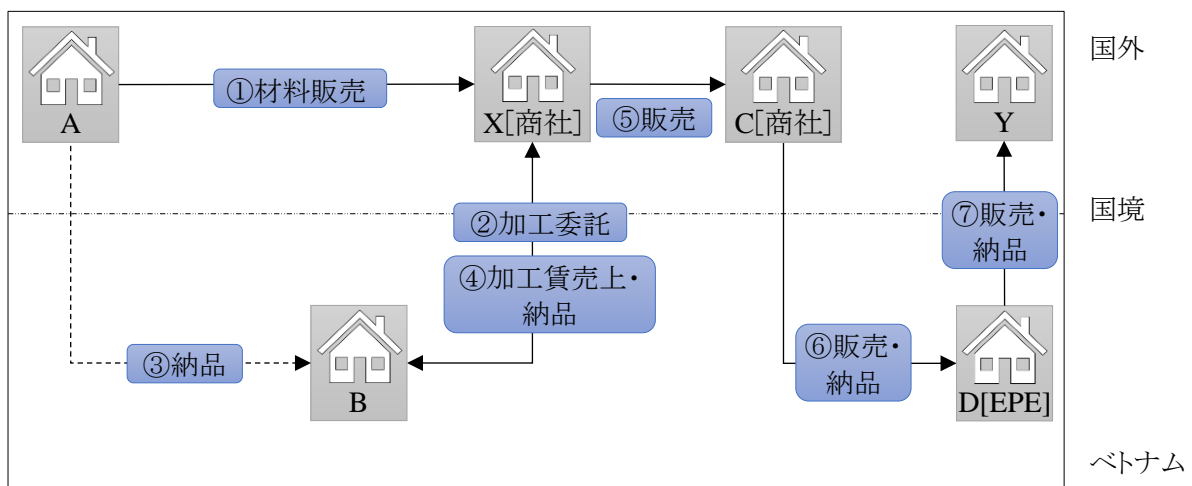 国外
①材料販売
⑤販売
A
X[商社]
C[商社]
Y
国境
②加工委託
⑦販売・
納品
④加工賃売上・
納品
③納品
⑥販売・
納品
B
D[EPE]
ベトナム